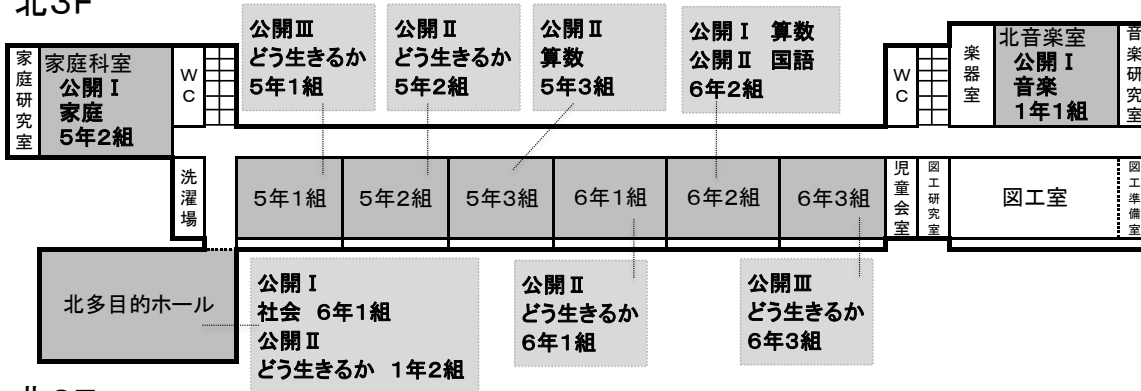 北3F
公開Ⅲ
どう生きるか
5年1組
公開Ⅱ
どう生きるか
5年2組
公開Ⅱ
算数
5年3組
公開Ⅰ 算数
公開Ⅱ 国語
6年2組
家庭研究室
家庭科室
公開Ⅰ
家庭
5年2組
WC
WC
楽器室
北音楽室
公開Ⅰ
音楽
1年1組
音楽研究室
洗濯場
5年1組
5年2組
5年3組
6年1組
6年2組
6年3組
児童会室
図工研究室
図工室
図工準備室
北多目的ホール
公開Ⅰ
社会 6年1組
公開Ⅱ
どう生きるか 1年2組
公開Ⅱ
どう生きるか
6年1組
公開Ⅲ
どう生きるか
6年3組